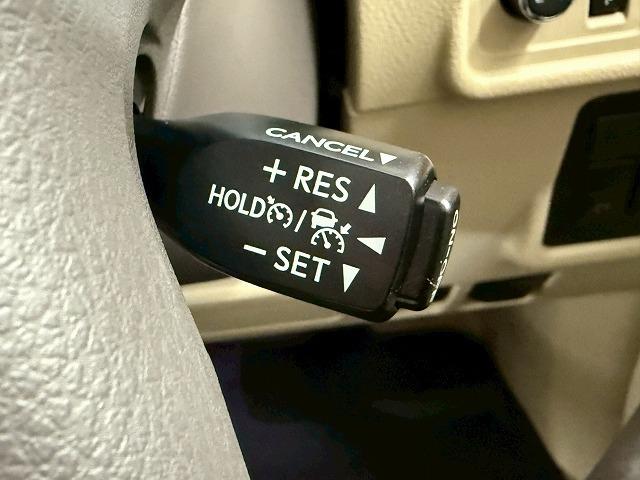 CANCEL▼
+ RES ▲
HOLD /
− SET ▼